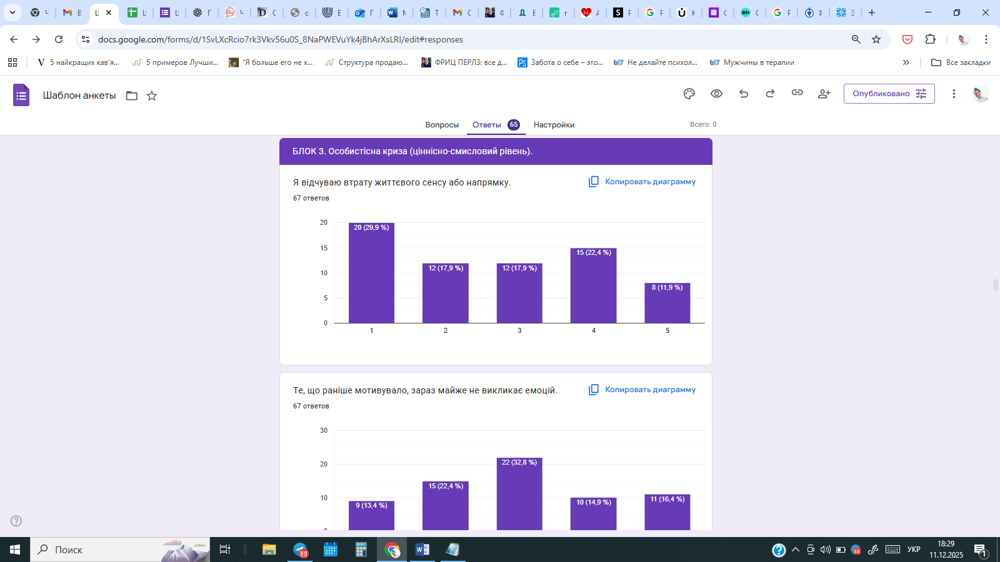 docs.google.com/forms/d/1SvLXcRcio7rk3Vkv56u0S_8NaPWEVuYk4jBhArXsLRI/edit#responses
5 найкращих кав'я...
5 примеров Лучши...
"Я больше его не х...
Структура продаю...
ФРИЦ ПЕРЛЗ: все д...
Забота о себе – это...
Не делайте психол...
Мужчины в терапии
Все закладки
Шаблон анкеты
Опубликовано
Вопросы
Ответы 65
Настройки
Всего: 0
БЛОК 3. Особистісна криза (ціннісно-смисловий рівень).
Я відчуваю втрату життєвого сенсу або напрямку.
Копировать диаграмму
67 ответов
20
15
10
5
0
20 (29,9 %)
12 (17,9 %)
12 (17,9 %)
15 (22,4 %)
8 (11,9 %)
1
2
3
4
5
Те, що раніше мотивувало, зараз майже не викликає емоцій.
Копировать диаграмму
67 ответов
30
20
10
9 (13,4 %)
15 (22,4 %)
22 (32,8 %)
10 (14,9 %)
11 (16,4 %)
Поиск
88
УКР
18:29
11.12.2025
1